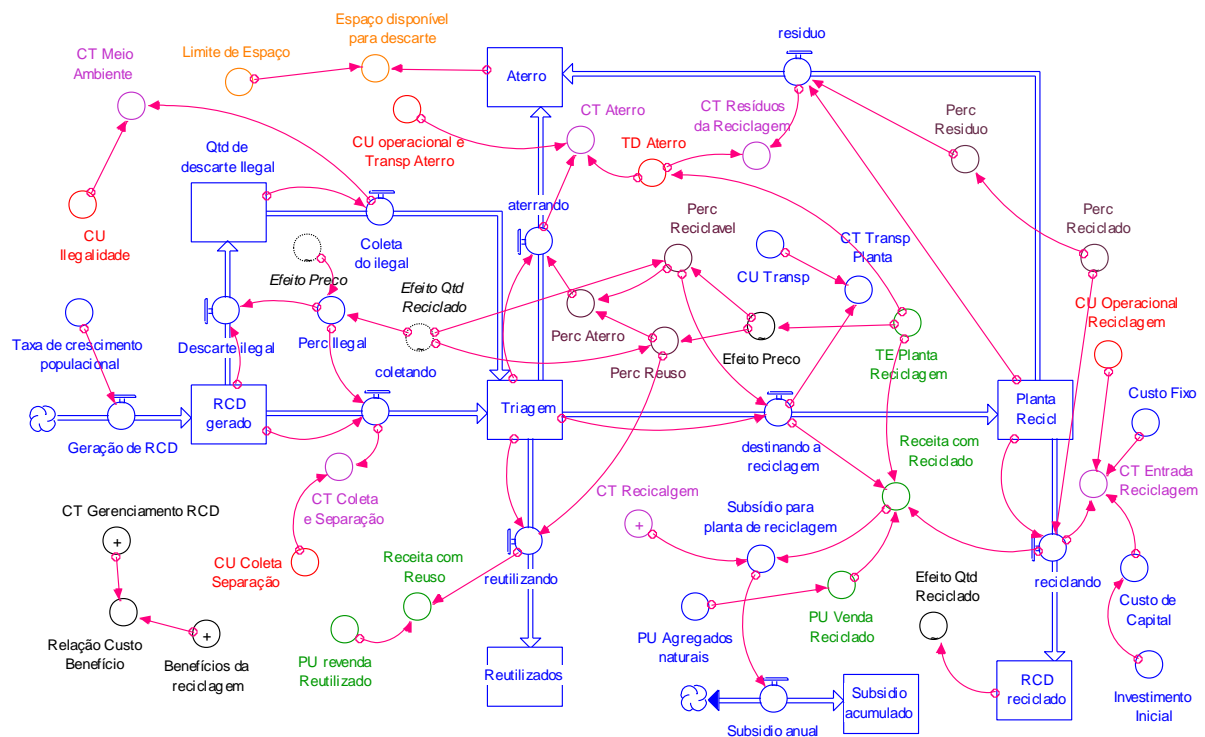 Espaço disponível
para descarte
residuo
CT Meio
Ambiente
Limite de Espaço
Aterro
CT Aterro
CT Resíduos
da Reciclagem
Perc
Residuo
CU operacional e
Transp Aterro
TD Aterro
Qtd de
descarte Ilegal
aterrando
Perc
Reciclavel
Perc
Reciclado
CU
Ilegalidade
Coleta
do ilegal
CU Transp
CT Transp
Planta
Efeito Preco
Efeito Qtd
Reciclado
CU Operacional
Reciclagem
Taxa de crescimento
populacional
Descarte ilegal
Perc Ilegal
Perc Aterro
Perc Reuso
Efeito Preco
TE Planta
Reciclagem
coletando
RCD
gerado
Triagem
Planta
Recicl
Custo Fixo
Geração de RCD
destinando a
reciclagem
Receita com
Reciclado
CT Coleta
e Separação
CT Recicalgem
Subsídio para
planta de reciclagem
CT Entrada
Reciclagem
CT Gerenciamento RCD
+
+
CU Coleta
Separação
Receita com
Reuso
reutilizando
Efeito Qtd
Reciclado
reciclando
Custo de
Capital
Relação Custo
Benefício
+
Benefícios da
reciclagem
PU revenda
Reutilizado
Reutilizados
PU Agregados
naturais
PU Venda
Reciclado
RCD
reciclado
Investimento
Inicial
Subsidio anual
Subsidio
acumulado